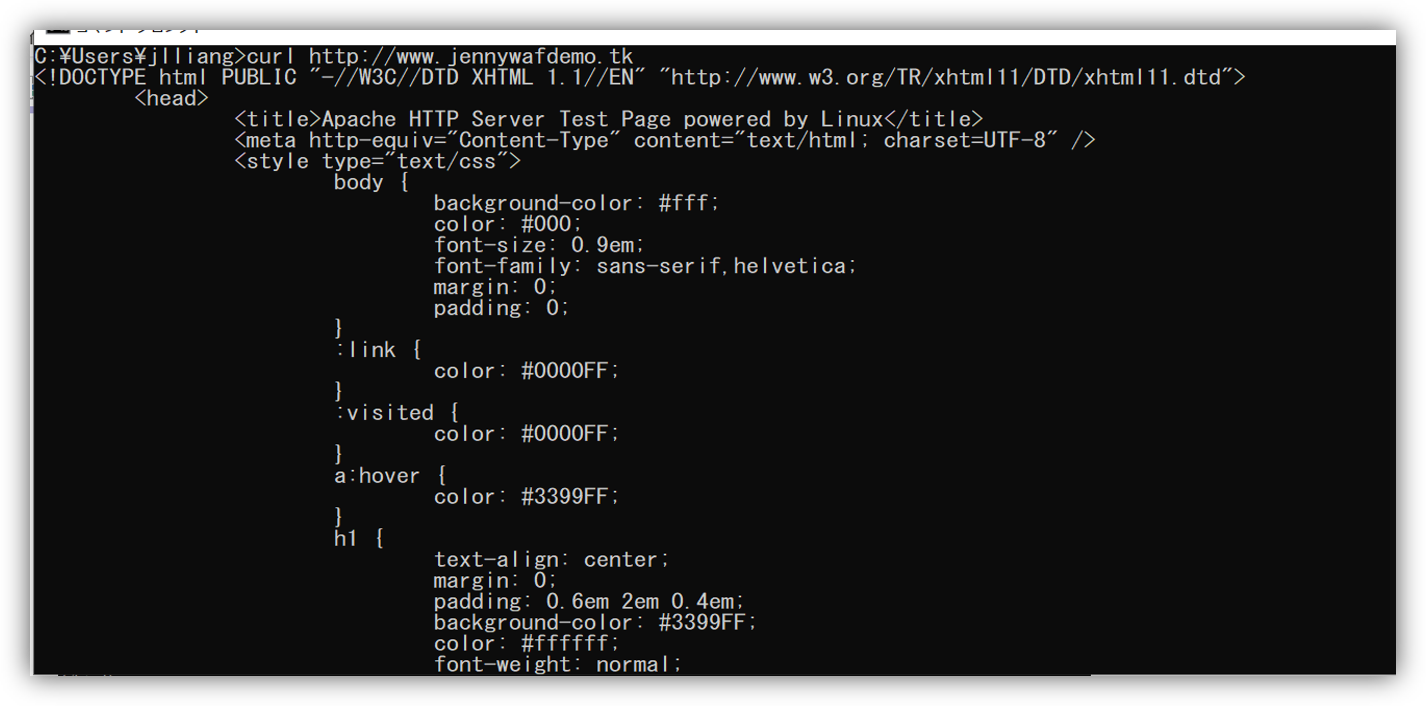 C:¥Users¥jlliang>curl http://www.jennywafdemo.tk
<!DOCTYPE html PUBLIC "-//W3C//DTD XHTML 1.1//EN" "http://www.w3.org/TR/xhtml11/DTD/xhtml11.dtd">
<head>
<title>Apache HTTP Server Test Page powered by Linux</title>
<meta http-equiv="Content-Type" content="text/html; charset=UTF-8" />
<style type="text/css">
body {
background-color: #fff;
color: #000;
font-size: 0.9em;
font-family: sans-serif,helvetica;
margin: 0;
padding: 0;
}
:link {
color: #0000FF;
}
:visited {
color: #0000FF;
}
a:hover {
color: #3399FF;
}
h1 {
text-align: center;
margin: 0;
padding: 0.6em 2em 0.4em;
background-color: #3399FF;
color: #ffffff;
font-weight: normal;